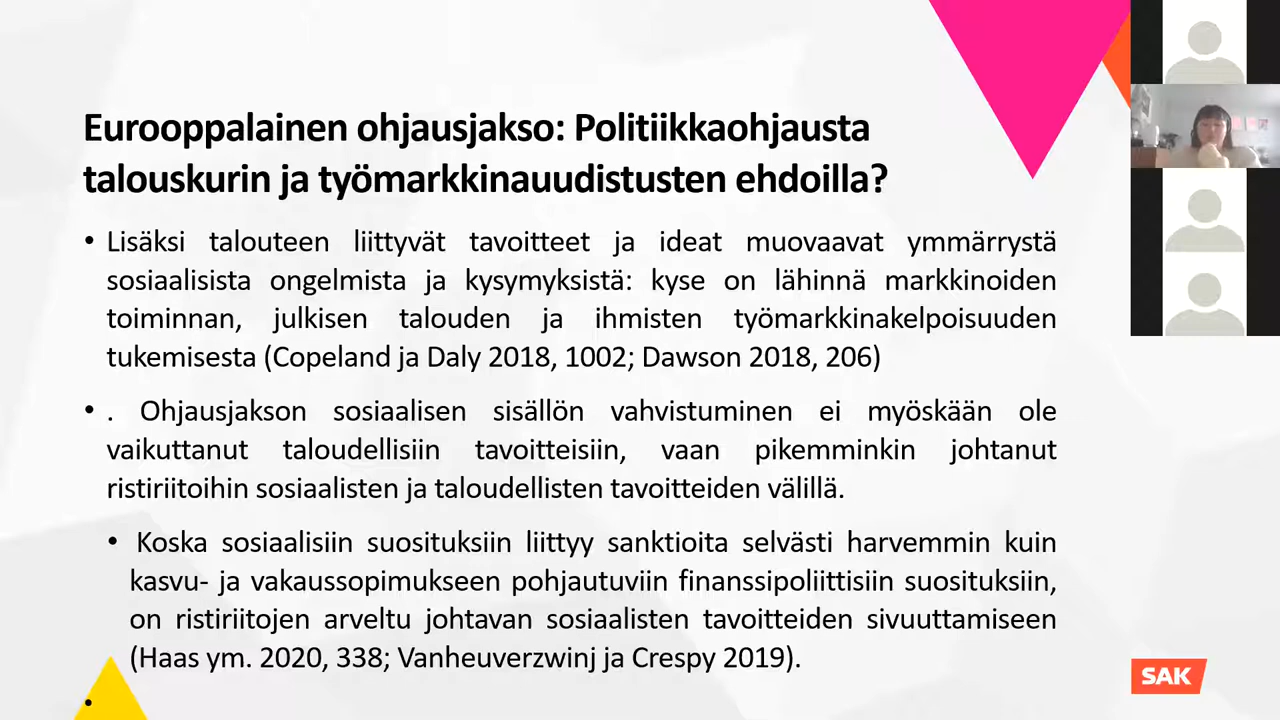 Eurooppalainen ohjausjakso: Politiikkaohjausta
talouskurin ja työmarkkinauudistusten ehdoilla?
• Lisäksi talouteen liittyvät tavoitteet ja ideat muovaavat ymmärrystä
sosiaalisista ongelmista ja kysymyksistä: kyse on lähinnä markkinoiden
toiminnan, julkisen talouden ja ihmisten työmarkkinakelpoisuuden
tukemisesta (Copeland ja Daly 2018, 1002; Dawson 2018, 206)
• . Ohjausjakson sosiaalisen sisällön vahvistuminen ei myöskään ole
vaikuttanut taloudellisiin tavoitteisiin, vaan pikemminkin johtanut
ristiriitoihin sosiaalisten ja taloudellisten tavoitteiden välillä.
• Koska sosiaalisiin suosituksiin liittyy sanktioita selvästi harvemmin kuin
kasvu- ja vakaussopimukseen pohjautuviin finanssipoliittisiin suosituksiin,
on ristiriitojen arveltu johtavan sosiaalisten tavoitteiden sivuuttamiseen
(Haas ym. 2020, 338; Vanheuverzwinj ja Crespy 2019).
•
SAK